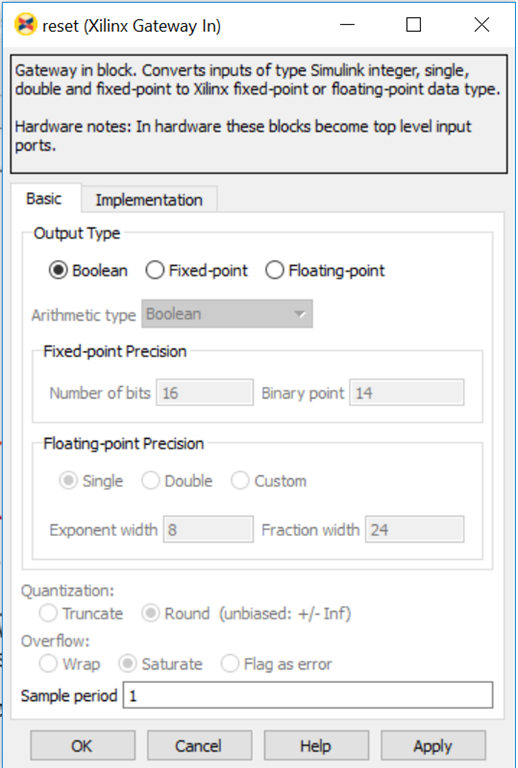 reset (Xilinx Gateway In)
Gateway in block. Converts inputs of type Simulink integer, single,
double and fixed-point to Xilinx fixed-point or floating-point data type.
Hardware notes: In hardware these blocks become top level input
ports.
Basic Implementation
Output Type
Boolean Fixed-point Floating-point
Arithmetic type Boolean
Fixed-point Precision
Number of bits 16 Binary point 14
Floating-point Precision
Single Double Custom
Exponent width 8 Fraction width 24
Quantization:
Truncate Round (unbiased: +/- Inf)
Overflow:
Wrap Saturate Flag as error
Sample period 1
OK Cancel Help Apply